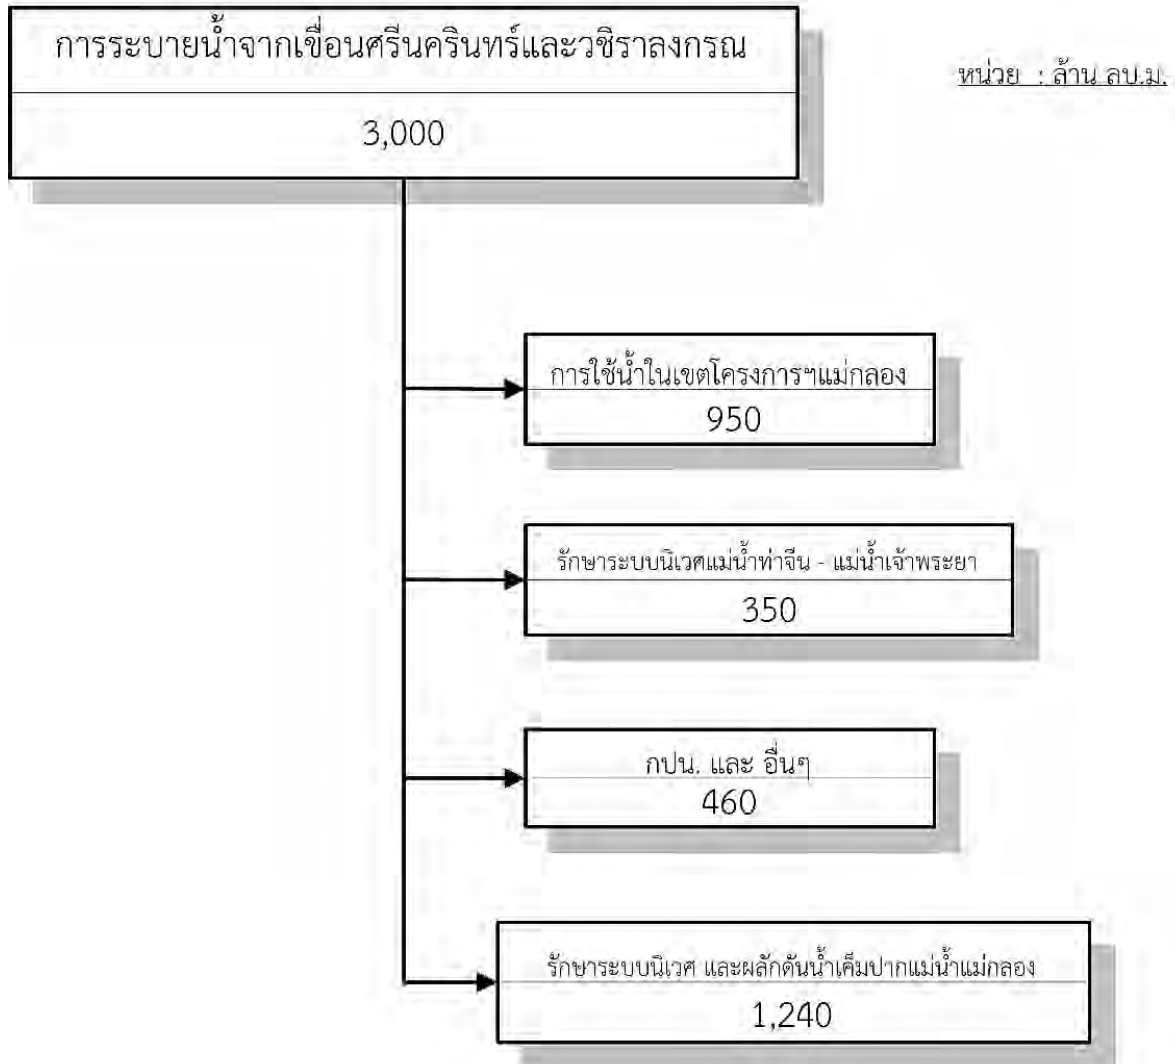 การระบายน้ำจากเขื่อนศรีนครินทร์และวชิราลงกรณ
หน่วย : ล้าน ลบ.ม.
3,000
การใช้น้ำในเขตโครงการฯแม่กลอง
950
รักษาระบบนิเวศแม่น้ำท่าจีน - แม่น้ำเจ้าพระยา
350
กปน. และ อื่นๆ
460
รักษาระบบนิเวศ และผลักดันน้ำเค็มปากแม่น้ำแม่กลอง
1,240